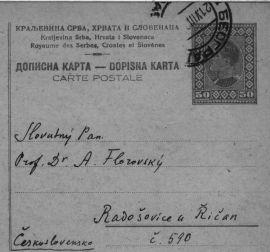 КРАЉЕВИНА СРБА, ХРВАТА И СЛОВЕНАЦА
Kraljevina Srba, Hrvata i Slovenaca
Royaume des Serbes, Croates et Slovènes
ДОПИСНА КАРТА — DOPISNA KARTA
CARTE POSTALE
50 50
Slovutný Pan
Prof. Dr A. Florovský
Radošovice u Říčan
č. 590
Československo